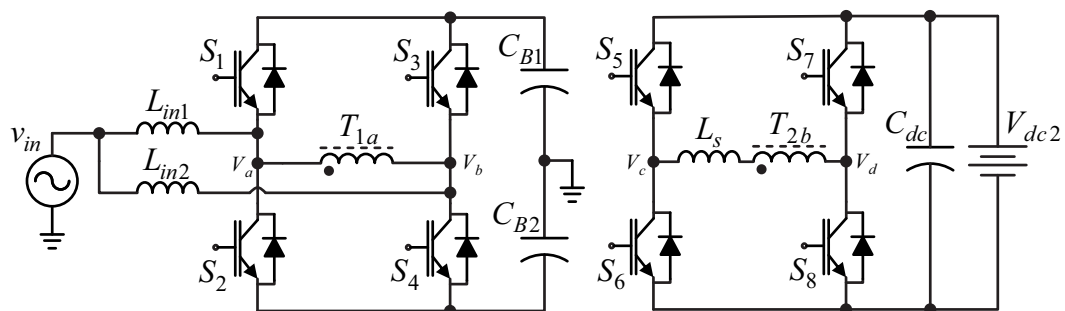 S1
S3
CB1
S5
S7
Lin1
vin
T1a
Va
Vb
Lin2
Ls
T2b
Vc
Vd
Cdc
Vdc2
CB2
S2
S4
S6
S8